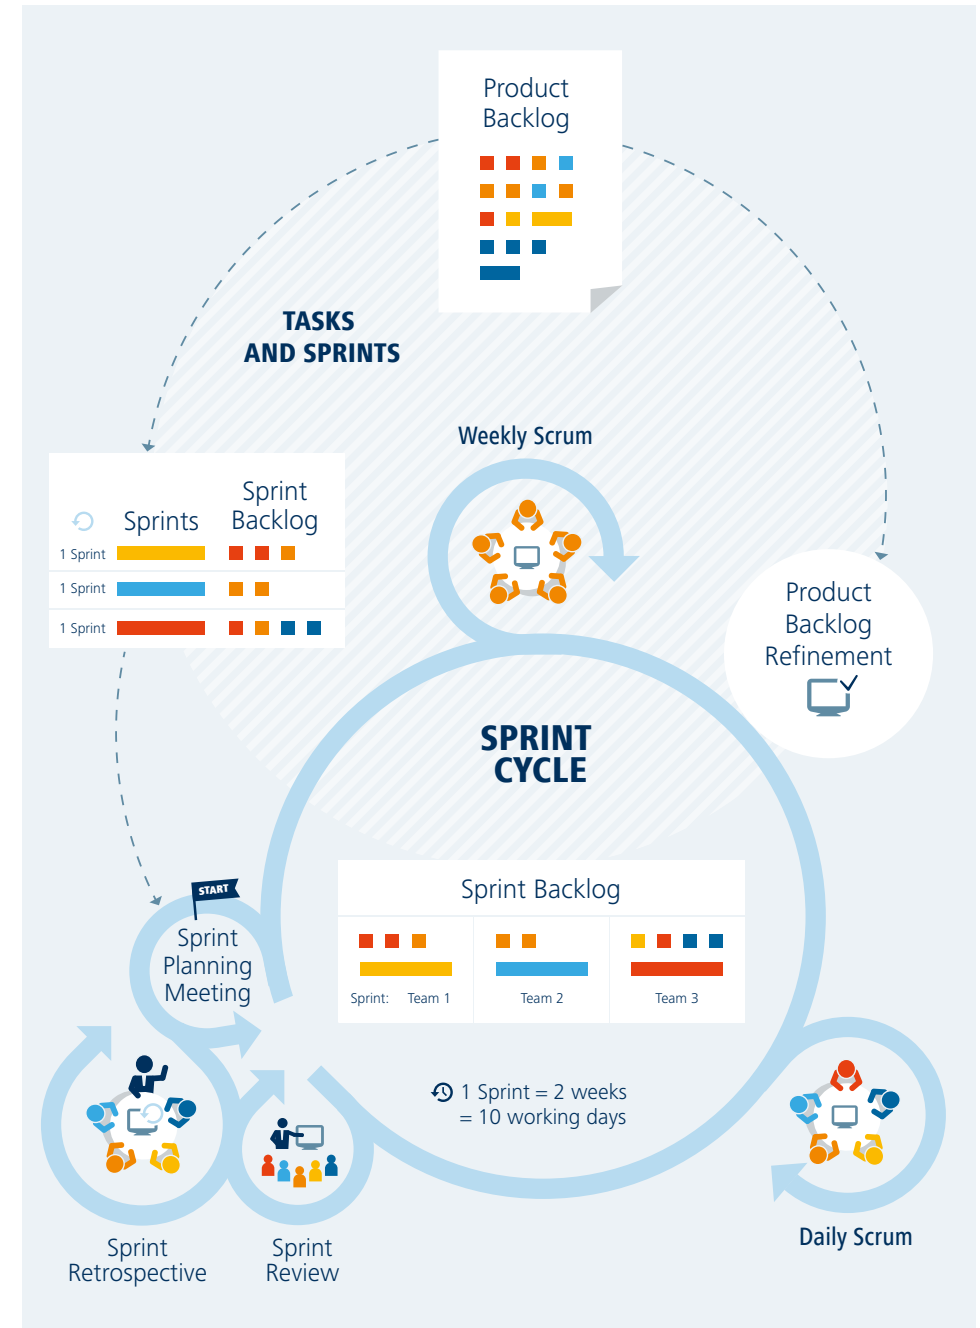 Product
Backlog
TASKS
AND SPRINTS
Weekly Scrum
Sprints
Sprint
Backlog
1 Sprint
1 Sprint
1 Sprint
Product
Backlog
Refinement
SPRINT
CYCLE
START
Sprint
Planning
Meeting
Sprint Backlog
Sprint: Team 1
Team 2
Team 3
1 Sprint = 2 weeks
= 10 working days
Sprint
Retrospective
Sprint
Review
Daily Scrum